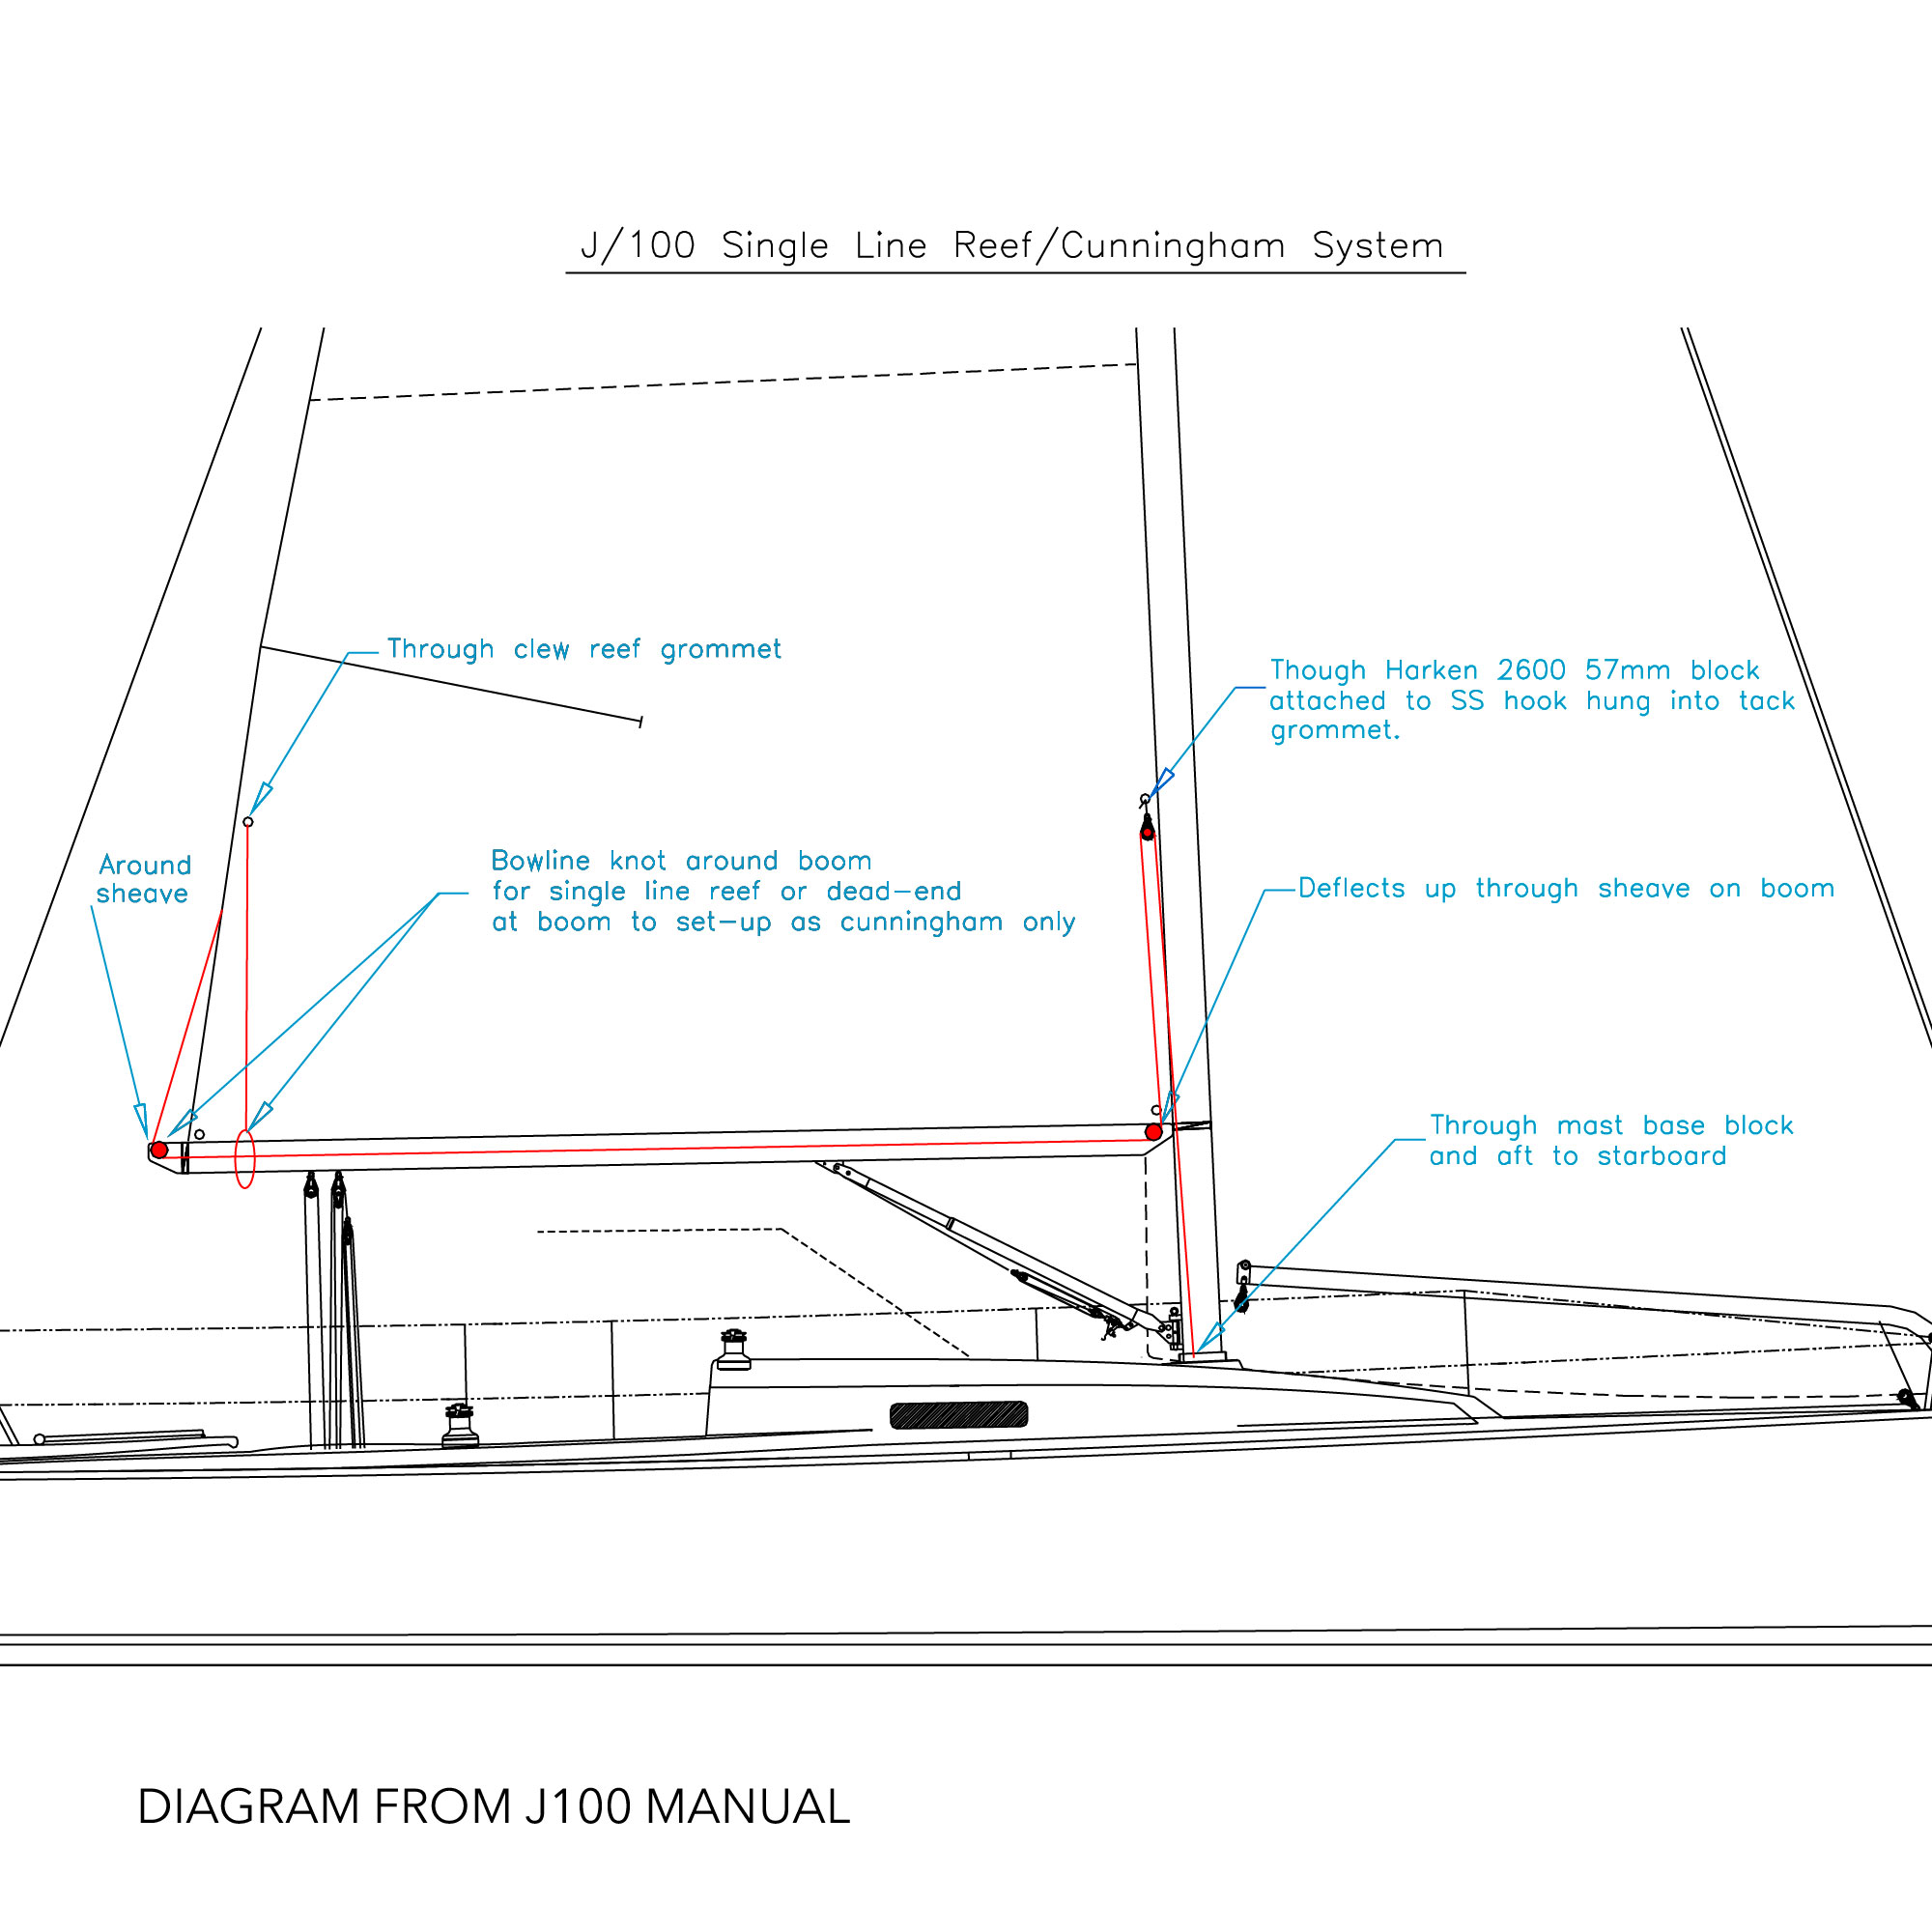 J/100 Single Line Reef/Cunningham System
Through clew reef grommet
Though Harken 2600 57mm block
attached to SS hook hung into tack
grommet.
Around
sheave
Bowline knot around boom
for single line reef or dead-end
at boom to set-up as cunningham only
Deflects up through sheave on boom
Through mast base block
and aft to starboard
DIAGRAM FROM J100 MANUAL